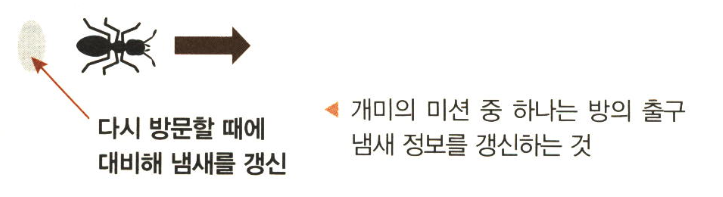 다시 방문할 때에
대비해 냄새를 갱신
◀ 개미의 미션 중 하나는 방의 출구
냄새 정보를 갱신하는 것